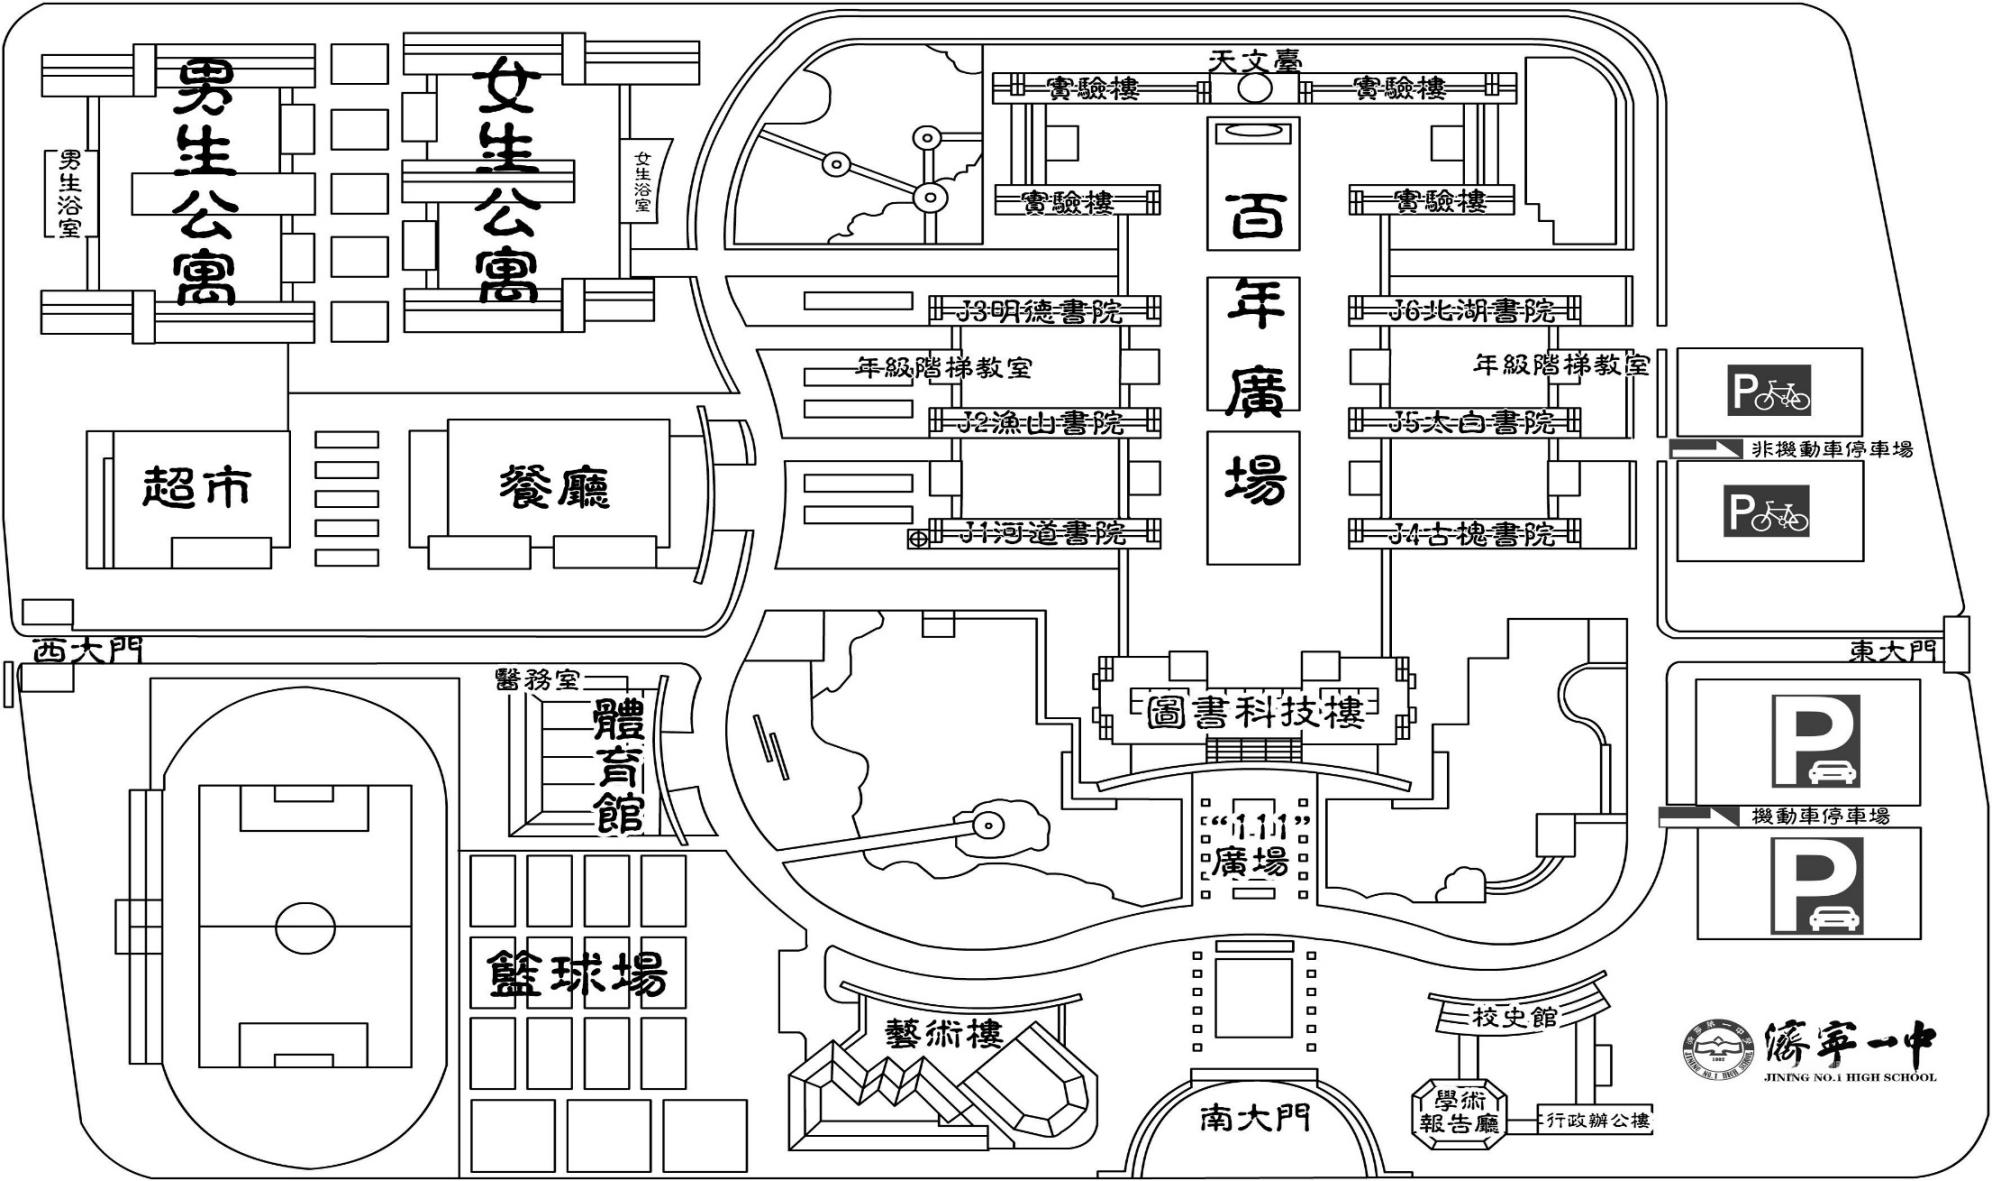 天文臺
實驗樓
實驗樓
男生公寓
女生公寓
男生浴室
女生浴室
實驗樓
實驗樓
百年廣場
J3明德書院
J6北湖書院
年級階梯教室
年級階梯教室
J2漁山書院
J5太白書院
P
非機動車停車場
P
超市
餐廳
J1河道書院
J4古槐書院
西大門
東大門
醫務室
體育館
圖書科技樓
P
機動車停車場
P
“111”
廣場
籃球場
藝術樓
校史館
南大門
學術
報告廳
行政辦公樓
濟寧一中
JINING NO.1 HIGH SCHOOL